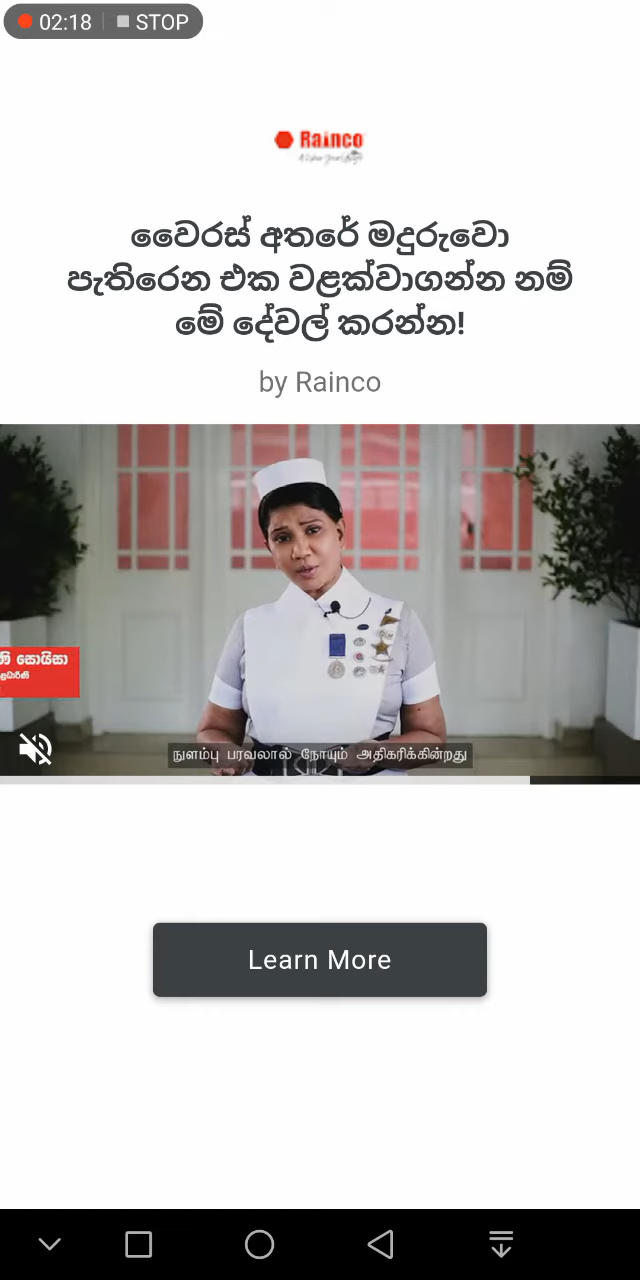 02:18 STOP
Rainco
වෛරස් අතරේ මදුරුවො
පැතිරෙන එක වළක්වාගන්න නම්
මේ දේවල් කරන්න!
by Rainco
ණි සොයිසා
நுளம்பு பரவலால் நோயும் அதிகரிக்கின்றது
Learn More